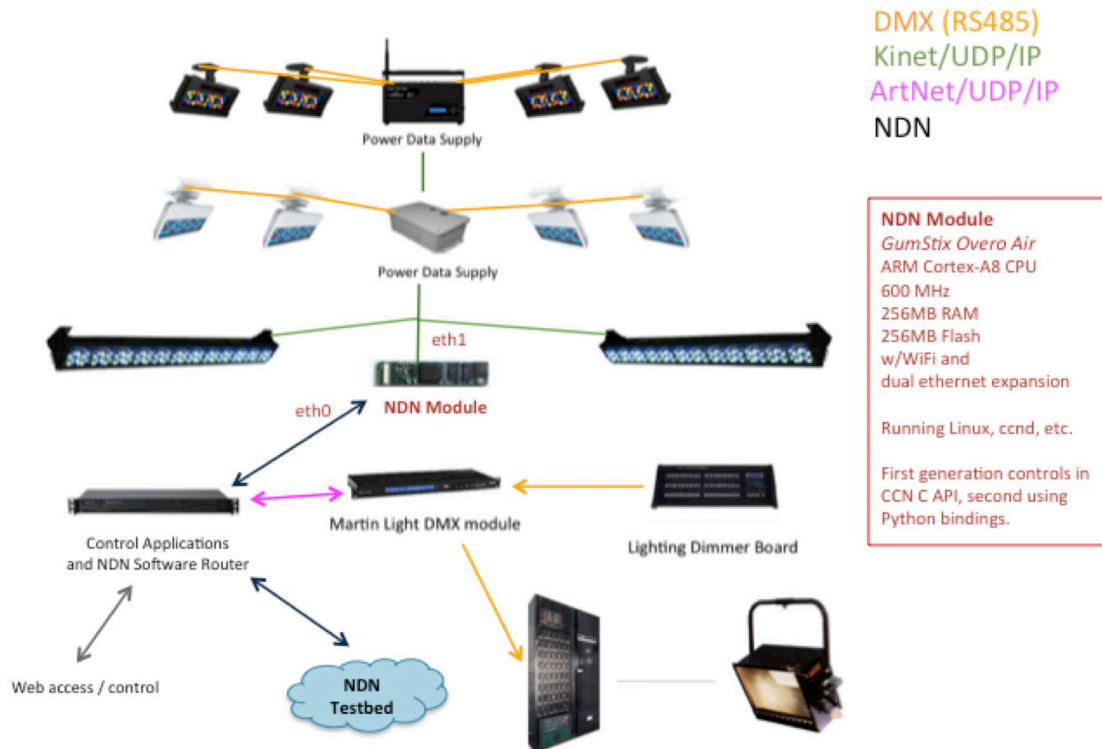 DMX (RS485)
Kinet/UDP/IP
ArtNet/UDP/IP
NDN
Power Data Supply
Power Data Supply
eth1
NDN Module
eth0
Martin Light DMX module
Lighting Dimmer Board
Control Applications
and NDN Software Router
Web access / control
NDN
Testbed
NDN Module
GumStix Overo Air
ARM Cortex-A8 CPU
600 MHz
256MB RAM
256MB Flash
w/WiFi and
dual ethernet expansion
Running Linux, ccnd, etc.
First generation controls in
CCN C API, second using
Python bindings.